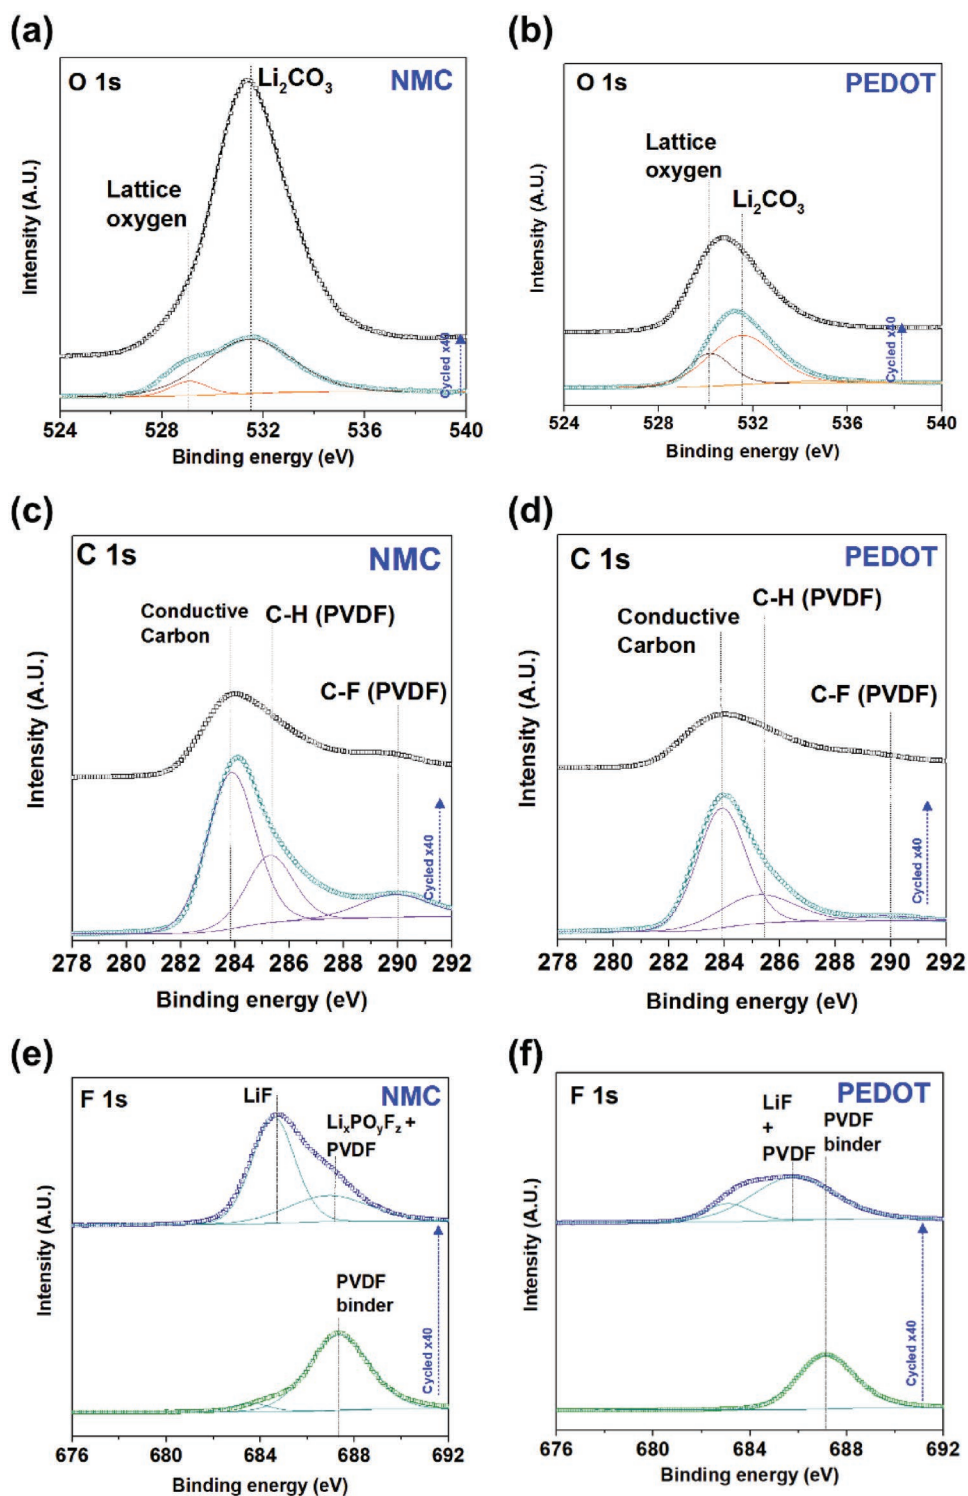 (a)
O 1s
Li₂CO₃
NMC
Lattice
oxygen
Intensity (A.U.)
Cycled x40
524 528 532 536 540
Binding energy (eV)
(b)
O 1s
PEDOT
Lattice
oxygen
Li₂CO₃
Intensity (A.U.)
Cycled x40
524 528 532 536 540
Binding energy (eV)
(c)
C 1s
NMC
Conductive
Carbon
C-H (PVDF)
C-F (PVDF)
Intensity (A.U.)
Cycled x40
278 280 282 284 286 288 290 292
Binding energy (eV)
(d)
C 1s
PEDOT
C-H (PVDF)
Conductive
Carbon
C-F (PVDF)
Intensity (A.U.)
Cycled x40
278 280 282 284 286 288 290 292
Binding energy (eV)
(e)
F 1s
LiF
NMC
LiₓPOᵧF_z +
PVDF
PVDF
binder
Intensity (A.U.)
Cycled x40
676 680 684 688 692
Binding energy (eV)
(f)
F 1s
PEDOT
LiF
+
PVDF
PVDF
binder
Intensity (A.U.)
Cycled x40
676 680 684 688 692
Binding energy (eV)